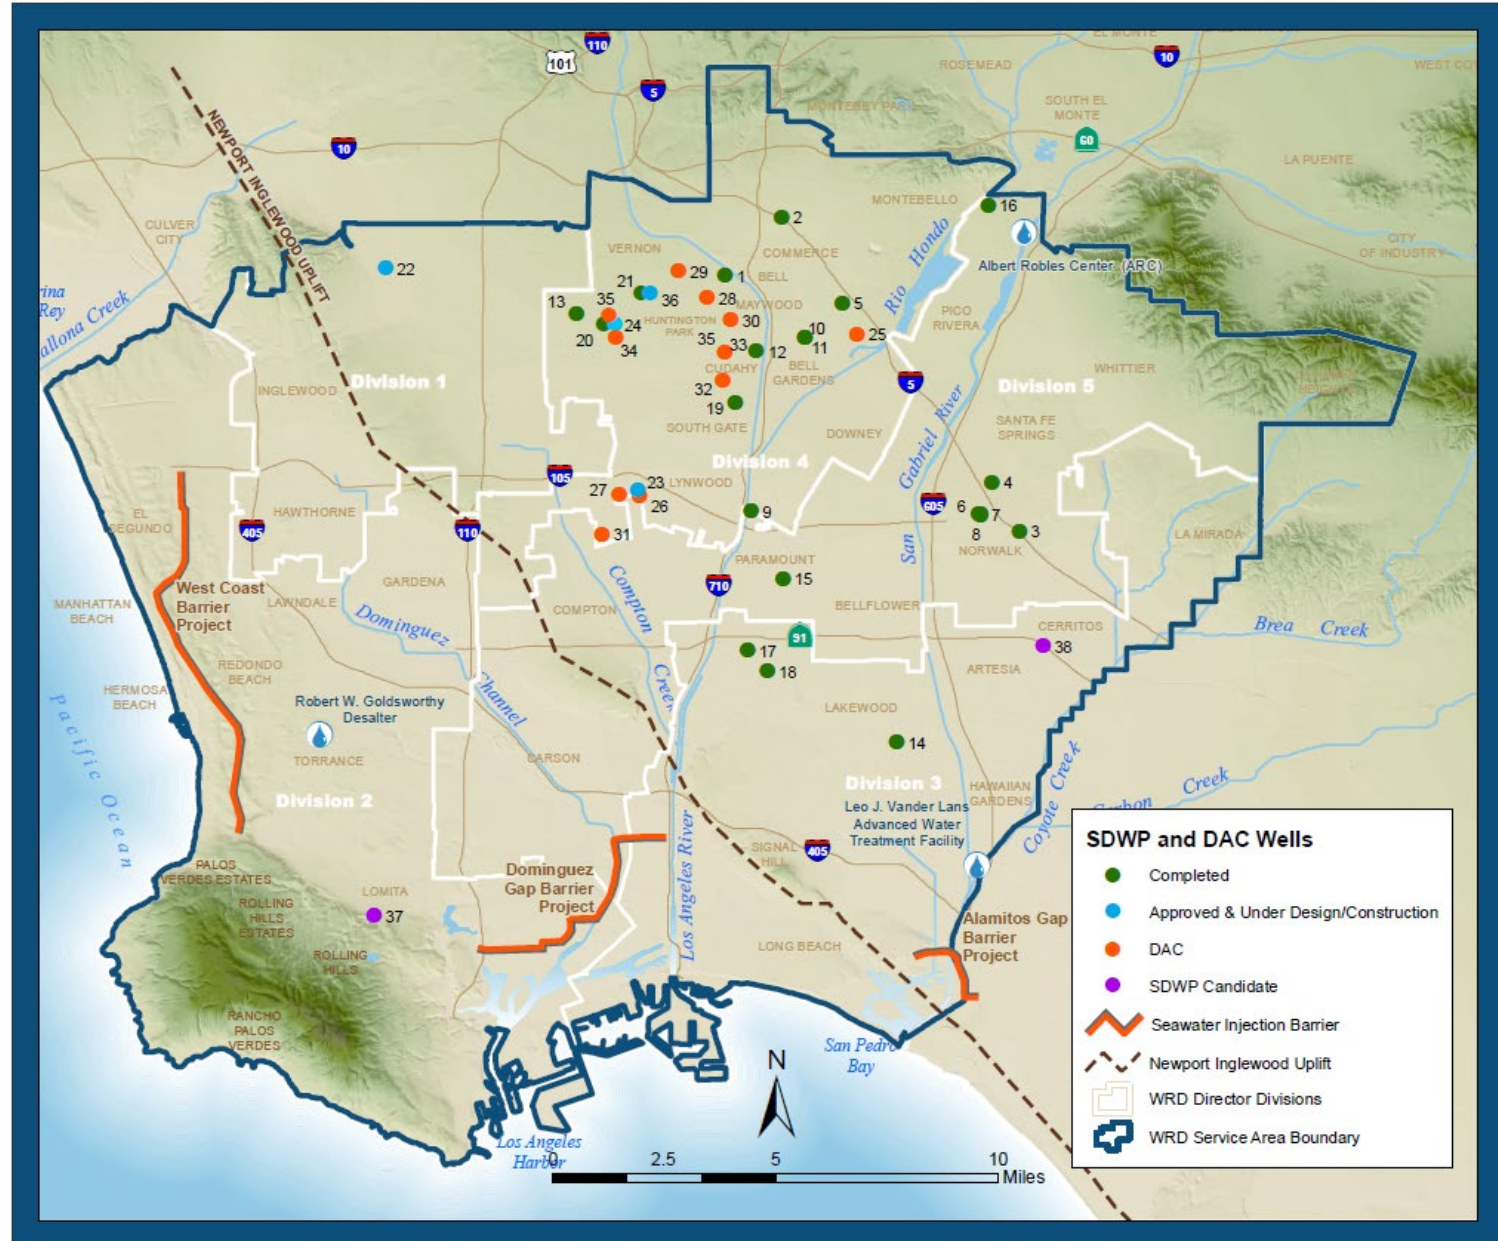 EL MONTE
110
101
10
ROSEMEAD
5
WEST CO
MONTEREY PARK
SOUTH EL
MONTE
60
10
LA PUENTE
NEWPORT INGLEWOOD UPLIFT
MONTEBELLO
16
CULVER
CITY
2
VERNON
COMMERCE
Rio Hondo
CITY
OF INDUSTRY
Albert Robles Center (ARC)
22
29
1
BELL
21
36
28
MAYWOOD
5
13
35
24
HUNTINGTON
PARK
30
10
11
25
PICO
RIVERA
20
34
35
33
12
CUDAHY
BELL
GARDENS
WHITTIER
Division 1
INGLEWOOD
32
5
Division 5
19
SOUTH GATE
DOWNEY
San Gabriel River
SANTA FE
SPRINGS
Division 4
105
23
LYNWOOD
27
26
4
605
6
7
8
3
NORWALK
LA MIRADA
9
EL
SEGUNDO
HAWTHORNE
405
110
31
PARAMOUNT
15
710
GARDENA
West Coast
Barrier
Project
LAWNDALE
MANHATTAN
BEACH
COMPTON
Compton
Creek
BELLFLOWER
Dominguez
Channel
91
CERRITOS
38
Brea Creek
17
18
ARTESIA
REDONDO
BEACH
HERMOSA
BEACH
Pacific Ocean
Robert W. Goldsworthy
Desalter
TORRANCE
LAKEWOOD
14
CARSON
Division 2
Division 3
HAWAIIAN
GARDENS
Coyote Creek
Creek
Leo J. Vander Lans
Advanced Water
Treatment Facility
SIGNAL
HILL
405
Los Angeles River
PALOS
VERDES ESTATES
Dominguez
Gap Barrier
Project
LOMITA
37
ROLLING
HILLS
ESTATES
ROLLING
HILLS
LONG BEACH
Alamitos Gap
Barrier
Project
RANCHO
PALOS
VERDES
San Pedro
Bay
N
Los Angeles
Harbor
0
2.5
5
10
Miles
SDWP and DAC Wells
Completed
Approved & Under Design/Construction
DAC
SDWP Candidate
Seawater Injection Barrier
Newport Inglewood Uplift
WRD Director Divisions
WRD Service Area Boundary